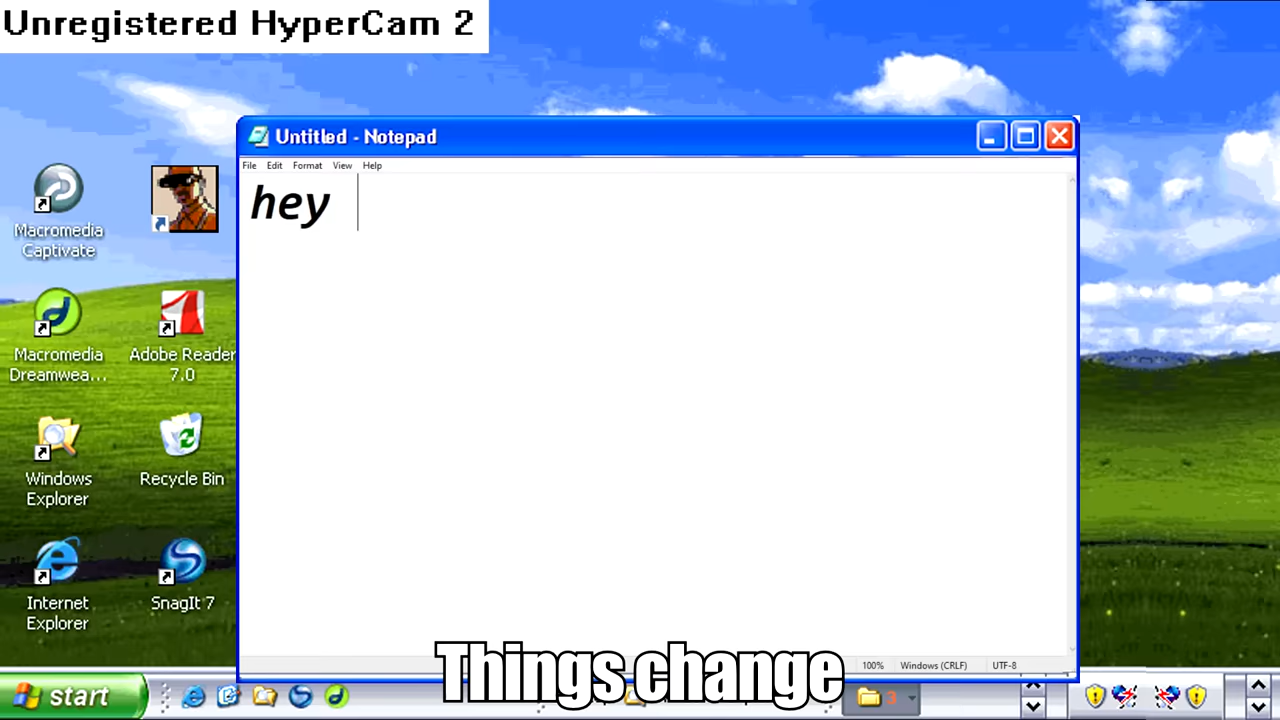 Unregistered HyperCam 2
Untitled - Notepad
File Edit Format View Help
hey
Macromedia
Captivate
Macromedia
Dreamwea...
Adobe Reader
7.0
Windows
Explorer
Recycle Bin
Internet
Explorer
SnagIt 7
100% Windows (CRLF) UTF-8
Things change
start
3